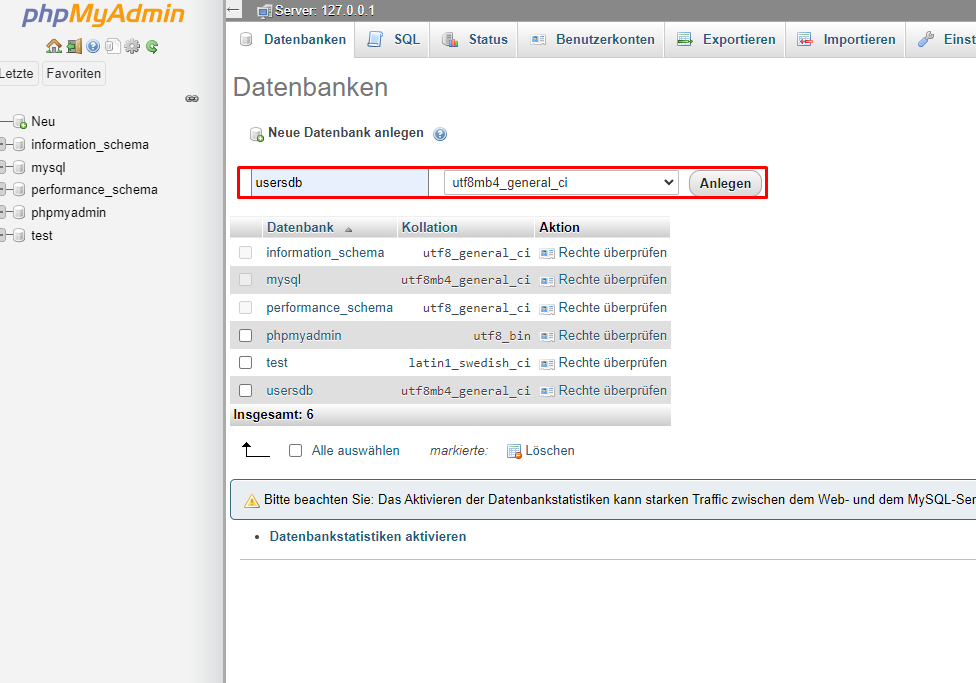 phpMyAdmin
Letzte Favoriten
Neu
information_schema
mysql
performance_schema
phpmyadmin
test
Server: 127.0.0.1
Datenbanken SQL Status Benutzerkonten Exportieren Importieren Einst
Datenbanken
Neue Datenbank anlegen
usersdb utf8mb4_general_ci Anlegen
Datenbank Kollation Aktion
information_schema utf8_general_ci Rechte überprüfen
mysql utf8mb4_general_ci Rechte überprüfen
performance_schema utf8_general_ci Rechte überprüfen
phpmyadmin utf8_bin Rechte überprüfen
test latin1_swedish_ci Rechte überprüfen
usersdb utf8mb4_general_ci Rechte überprüfen
Insgesamt: 6
Alle auswählen markierte: Löschen
Bitte beachten Sie: Das Aktivieren der Datenbankstatistiken kann starken Traffic zwischen dem Web- und dem MySQL-Ser
• Datenbankstatistiken aktivieren